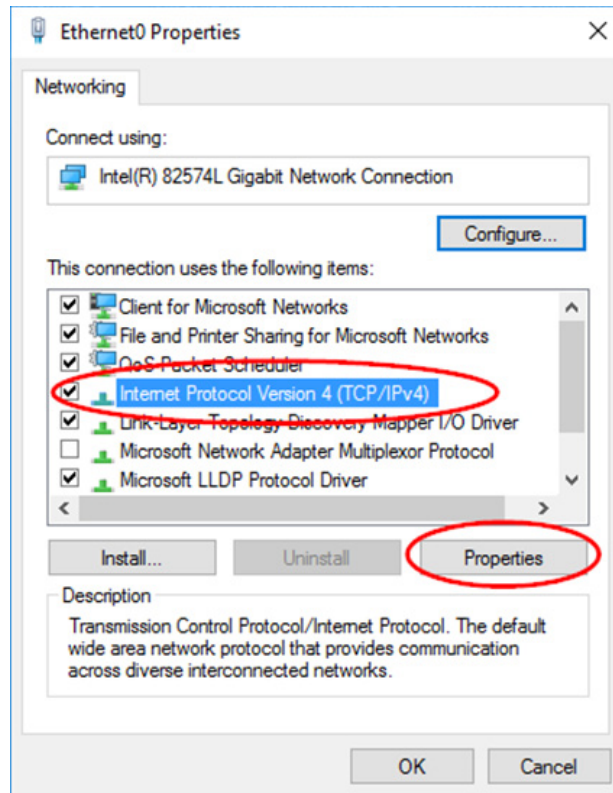 Ethernet0 Properties
Networking
Connect using:
Intel(R) 82574L Gigabit Network Connection
Configure...
This connection uses the following items:
Client for Microsoft Networks
File and Printer Sharing for Microsoft Networks
QoS Packet Scheduler
Internet Protocol Version 4 (TCP/IPv4)
Link-Layer Topology Discovery Mapper I/O Driver
Microsoft Network Adapter Multiplexor Protocol
Microsoft LLDP Protocol Driver
Install...
Uninstall
Properties
Description
Transmission Control Protocol/Internet Protocol. The default
wide area network protocol that provides communication
across diverse interconnected networks.
OK
Cancel